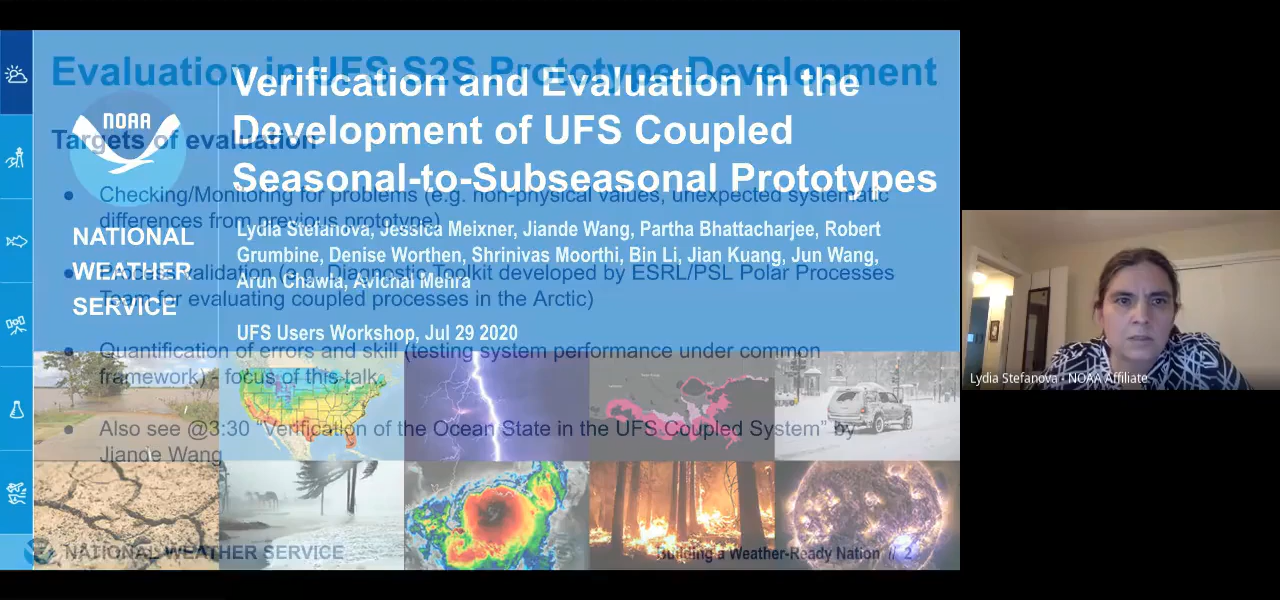 Evaluation in UFS S2S Prototype Development
Verification and Evaluation in the
Development of UFS Coupled
Seasonal-to-Subseasonal Prototypes
NOAA
Targets of evaluation
● Checking/Monitoring for problems (e.g. non-physical values, unexpected systematic
differences from previous prototype)
Lydia Stefanova, Jessica Meixner, Jiande Wang, Partha Bhattacharjee, Robert
Grumbine, Denise Worthen, Shrinivas Moorthi, Bin Li, Jian Kuang, Jun Wang,
Arun Chawla, Avichal Mehra
NATIONAL
WEATHER
SERVICE
● Process validation (e.g., Diagnostic Toolkit developed by ESRL/PSL Polar Processes
Team for evaluating coupled processes in the Arctic)
UFS Users Workshop, Jul 29 2020
● Quantification of errors and skill (testing system performance under common
framework) - focus of this talk
● Also see @3:30 “Verification of the Ocean State in the UFS Coupled System” by
Jiande Wang
NATIONAL WEATHER SERVICE
Building a Weather-Ready Nation // 2
Lydia Stefanova - NOAA Affiliate